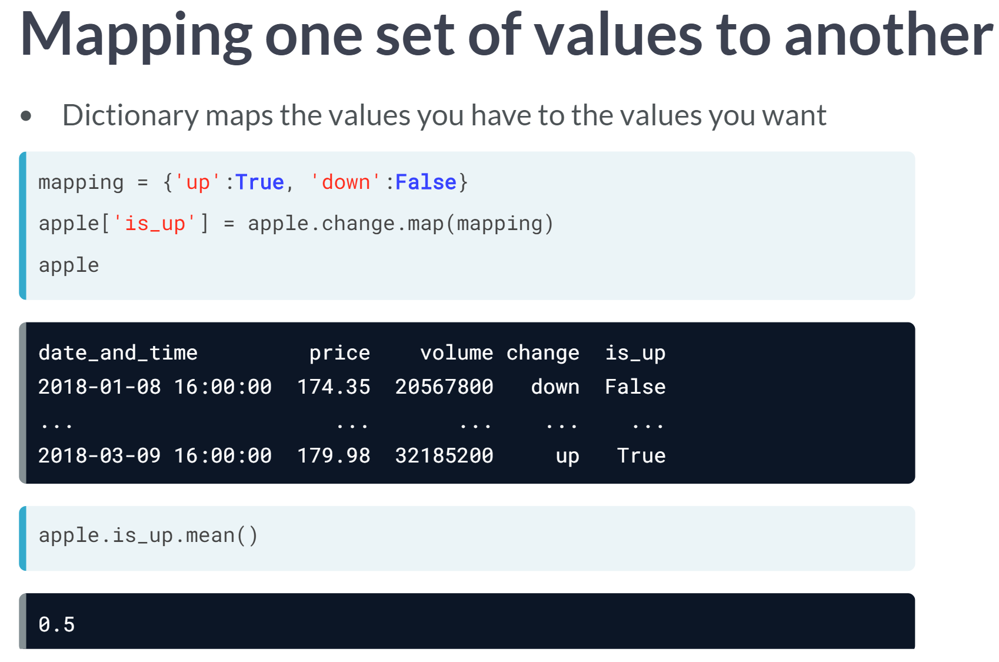 Mapping one set of values to another
• Dictionary maps the values you have to the values you want
mapping = {'up':True, 'down':False}
apple['is_up'] = apple.change.map(mapping)
apple
date_and_time         price    volume change  is_up
2018-01-08 16:00:00  174.35  20567800   down  False
...                     ...       ...    ...    ...
2018-03-09 16:00:00  179.98  32185200     up   True
apple.is_up.mean()
0.5